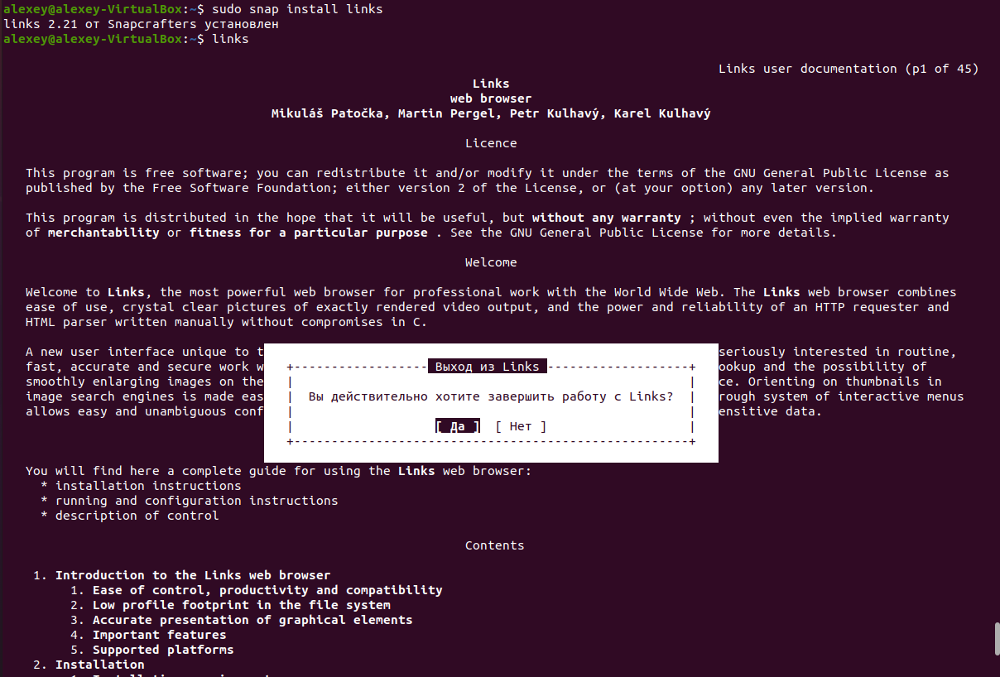 alexey@alexey-VirtualBox:~$ sudo snap install links
links 2.21 от Snapcrafters установлен
alexey@alexey-VirtualBox:~$ links
Links user documentation (p1 of 45)
Links
web browser
Mikuláš Patočka, Martin Pergel, Petr Kulhavý, Karel Kulhavý
Licence
This program is free software; you can redistribute it and/or modify it under the terms of the GNU General Public License as
published by the Free Software Foundation; either version 2 of the License, or (at your option) any later version.
This program is distributed in the hope that it will be useful, but without any warranty ; without even the implied warranty
of merchantability or fitness for a particular purpose . See the GNU General Public License for more details.
Welcome
Welcome to Links, the most powerful web browser for professional work with the World Wide Web. The Links web browser combines
ease of use, crystal clear pictures of exactly rendered video output, and the power and reliability of an HTTP requester and
HTML parser written manually without compromises in C.
A new user interface unique to t seriously interested in routine,
fast, accurate and secure work w +------------------ Выход из Links -------------------+ ookup and the possibility of
smoothly enlarging images on the | | ce. Orienting on thumbnails in
image search engines is made eas | Вы действительно хотите завершить работу с Links? | rough system of interactive menus
allows easy and unambiguous conf | | ensitive data.
| [ Да ] [ Нет ] |
+-----------------------------------------------------+
You will find here a complete guide for using the Links web browser:
* installation instructions
* running and configuration instructions
* description of control
Contents
1. Introduction to the Links web browser
1. Ease of control, productivity and compatibility
2. Low profile footprint in the file system
3. Accurate presentation of graphical elements
4. Important features
5. Supported platforms
2. Installation